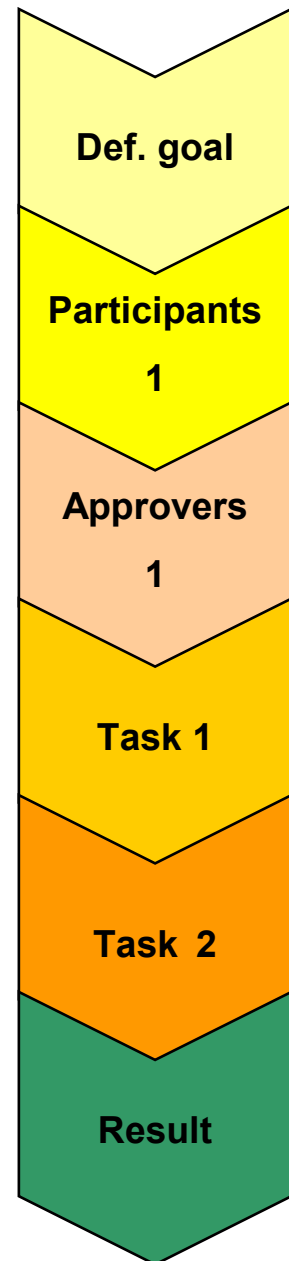 Def. goal
Participants
1
Approvers
1
Task 1
Task 2
Result